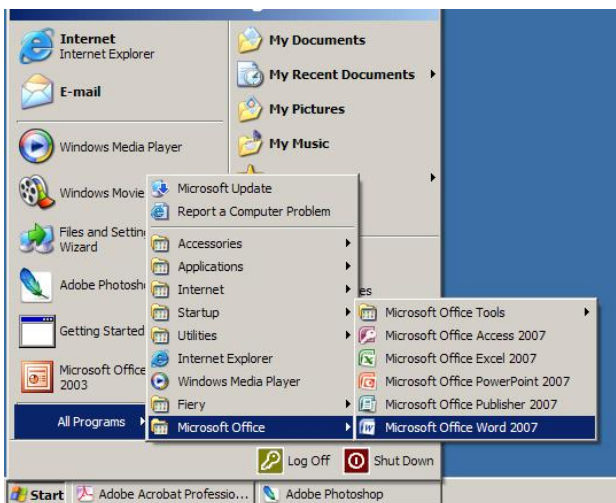 Internet
Internet Explorer
E-mail
Windows Media Player
Windows Movie
Files and Settin
Wizard
Adobe Photosh
Getting Started
Microsoft Office
2003
All Programs
My Documents
My Recent Documents
My Pictures
My Music
es
Microsoft Update
Report a Computer Problem
Accessories
Applications
Internet
Startup
Utilities
Internet Explorer
Windows Media Player
Fiery
Microsoft Office
Microsoft Office Tools
Microsoft Office Access 2007
Microsoft Office Excel 2007
Microsoft Office PowerPoint 2007
Microsoft Office Publisher 2007
Microsoft Office Word 2007
Log Off
Shut Down
Start
Adobe Acrobat Professio...
Adobe Photoshop